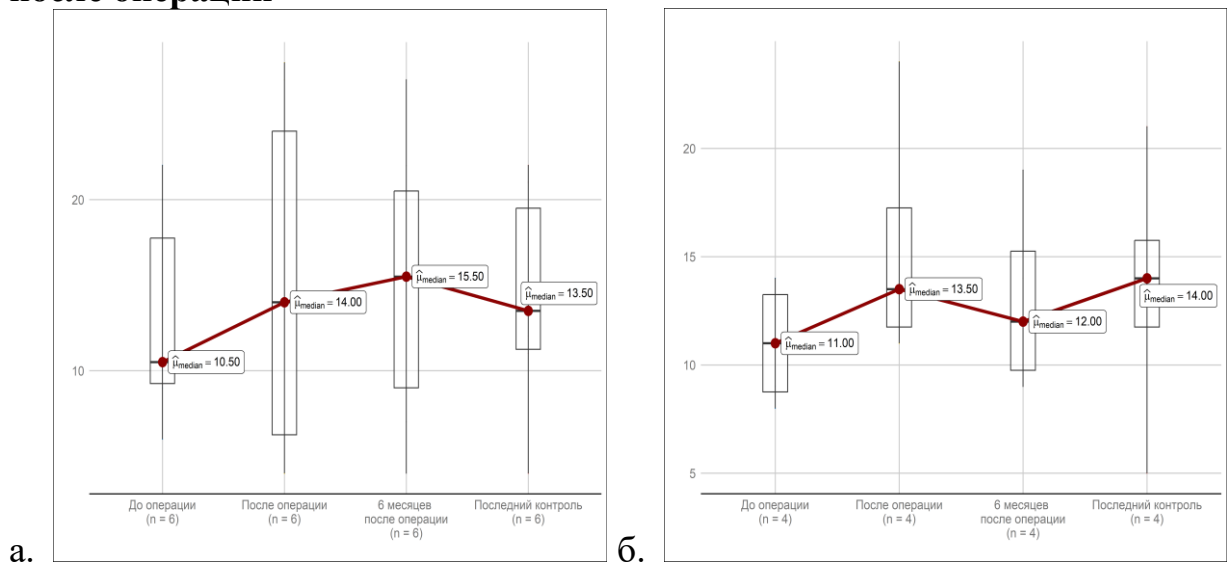 после операции
20
10
μ̂median = 10.50
μ̂median = 14.00
μ̂median = 15.50
μ̂median = 13.50
До операции
(n = 6)
После операции
(n = 6)
6 месяцев
после операции
(n = 6)
Последний контроль
(n = 6)
а.
20
15
10
5
μ̂median = 11.00
μ̂median = 13.50
μ̂median = 12.00
μ̂median = 14.00
До операции
(n = 4)
После операции
(n = 4)
6 месяцев
после операции
(n = 4)
Последний контроль
(n = 4)
б.